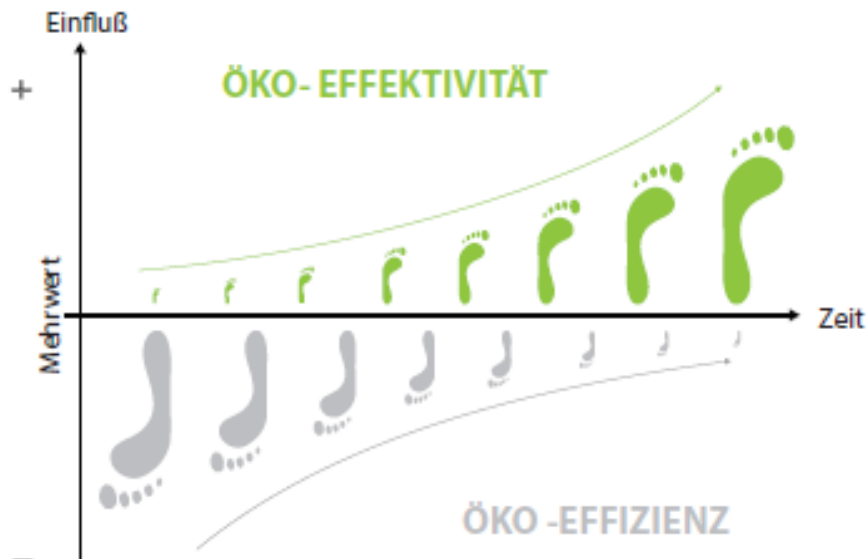 Einfluß
+
ÖKO- EFFEKTIVITÄT
Mehrwert
Zeit
ÖKO -EFFIZIENZ
–